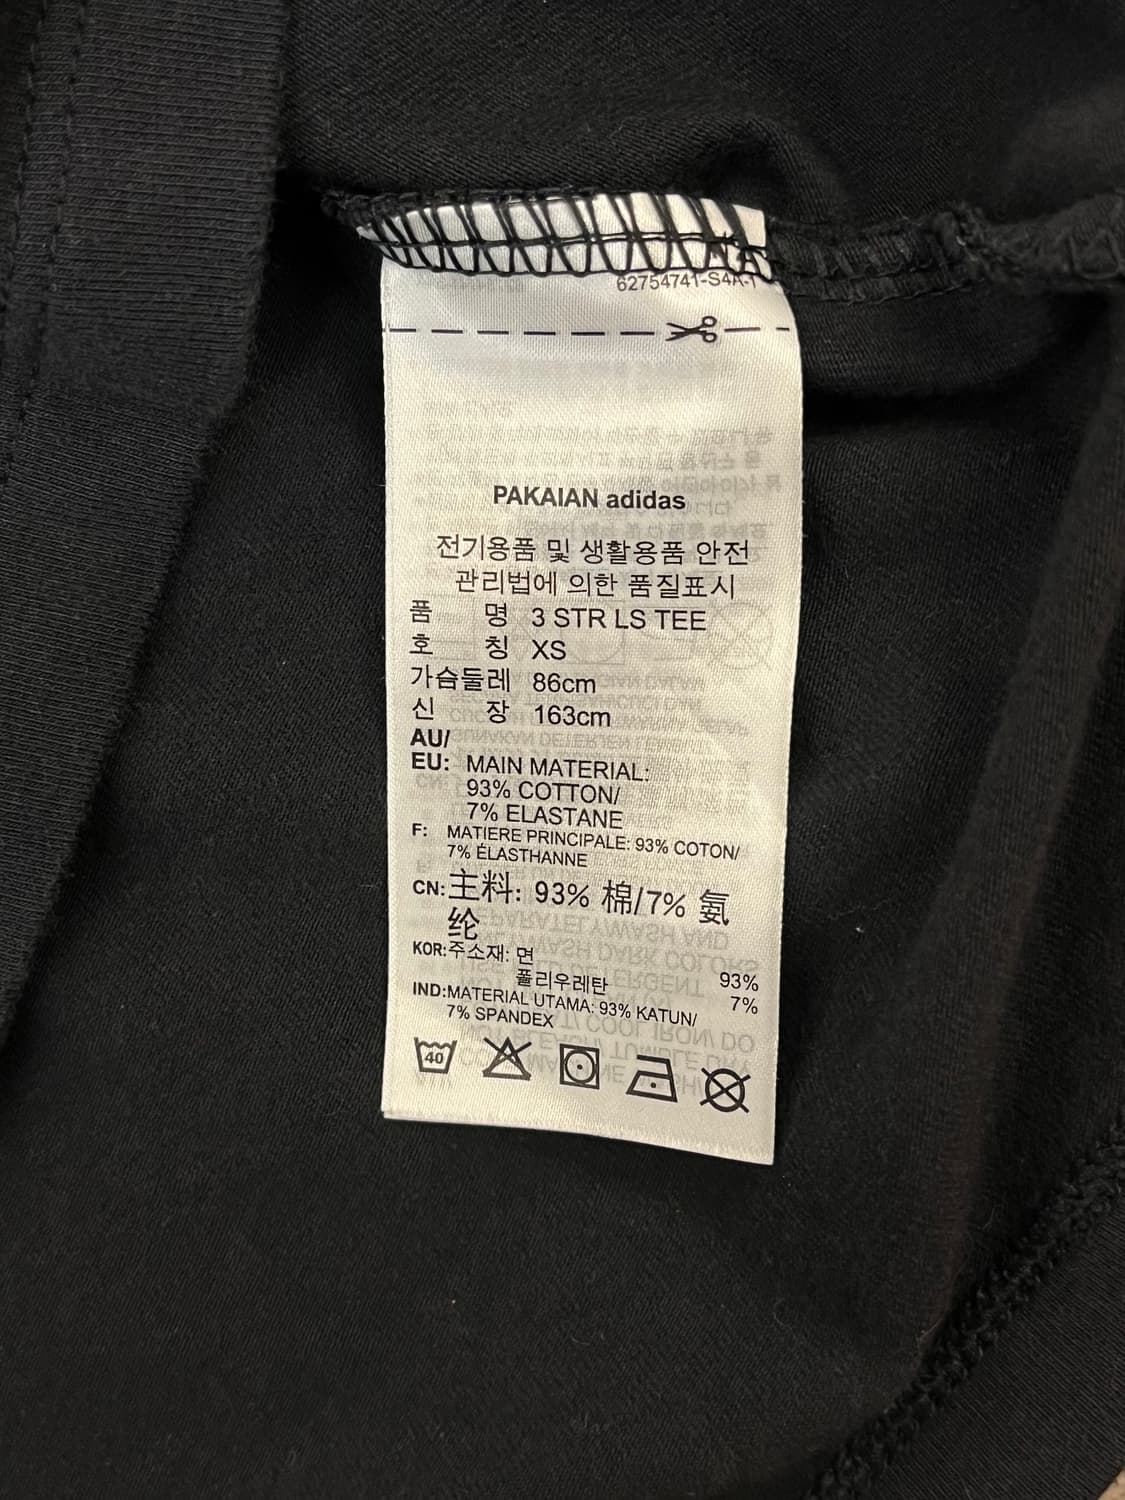 62754741-S4A-1
PAKAIAN adidas
전기용품 및 생활용품 안전
관리법에 의한 품질표시
품 명 3 STR LS TEE
호 칭 XS
가슴둘레 86cm
신 장 163cm
AU/
EU: MAIN MATERIAL:
93% COTTON/
7% ELASTANE
F: MATIERE PRINCIPALE: 93% COTON/
7% ÉLASTHANNE
CN: 主料: 93% 棉/7% 氨
纶
KOR:주소재: 면 93%
폴리우레탄 7%
IND:MATERIAL UTAMA: 93% KATUN/
7% SPANDEX
40